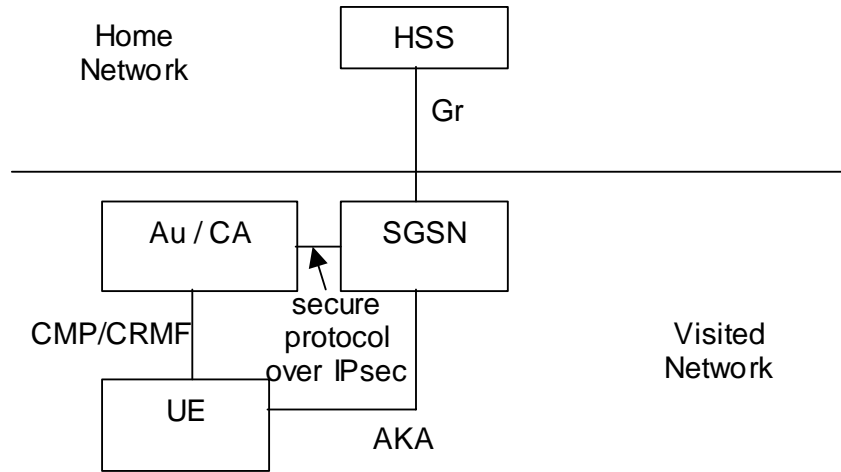 Home
Network
HSS
Gr
Au / CA
SGSN
secure
protocol
over IPsec
CMP/CRMF
Visited
Network
UE
AKA